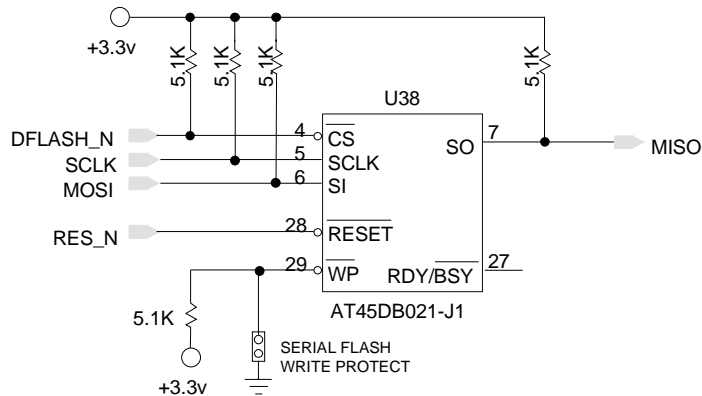 +3.3v
5.1K
5.1K
5.1K
5.1K
U38
DFLASH_N
4
CS
SCLK
5
SCLK
MOSI
6
SI
SO
7
MISO
RES_N
28
RESET
29
WP
RDY/BSY
27
AT45DB021-J1
5.1K
SERIAL FLASH
WRITE PROTECT
+3.3v